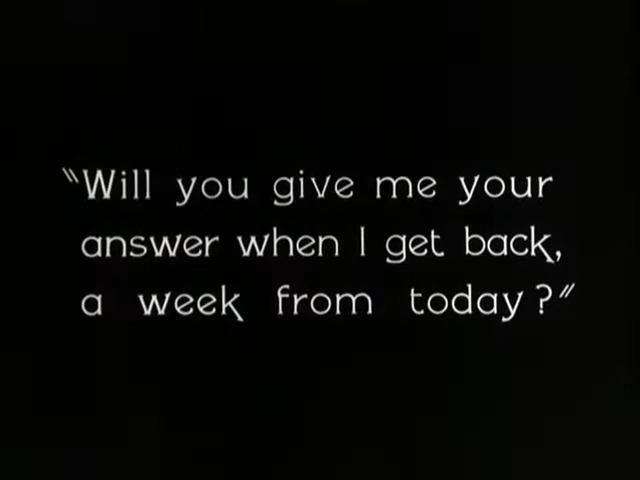 "Will you give me your
answer when I get back,
a week from today?"